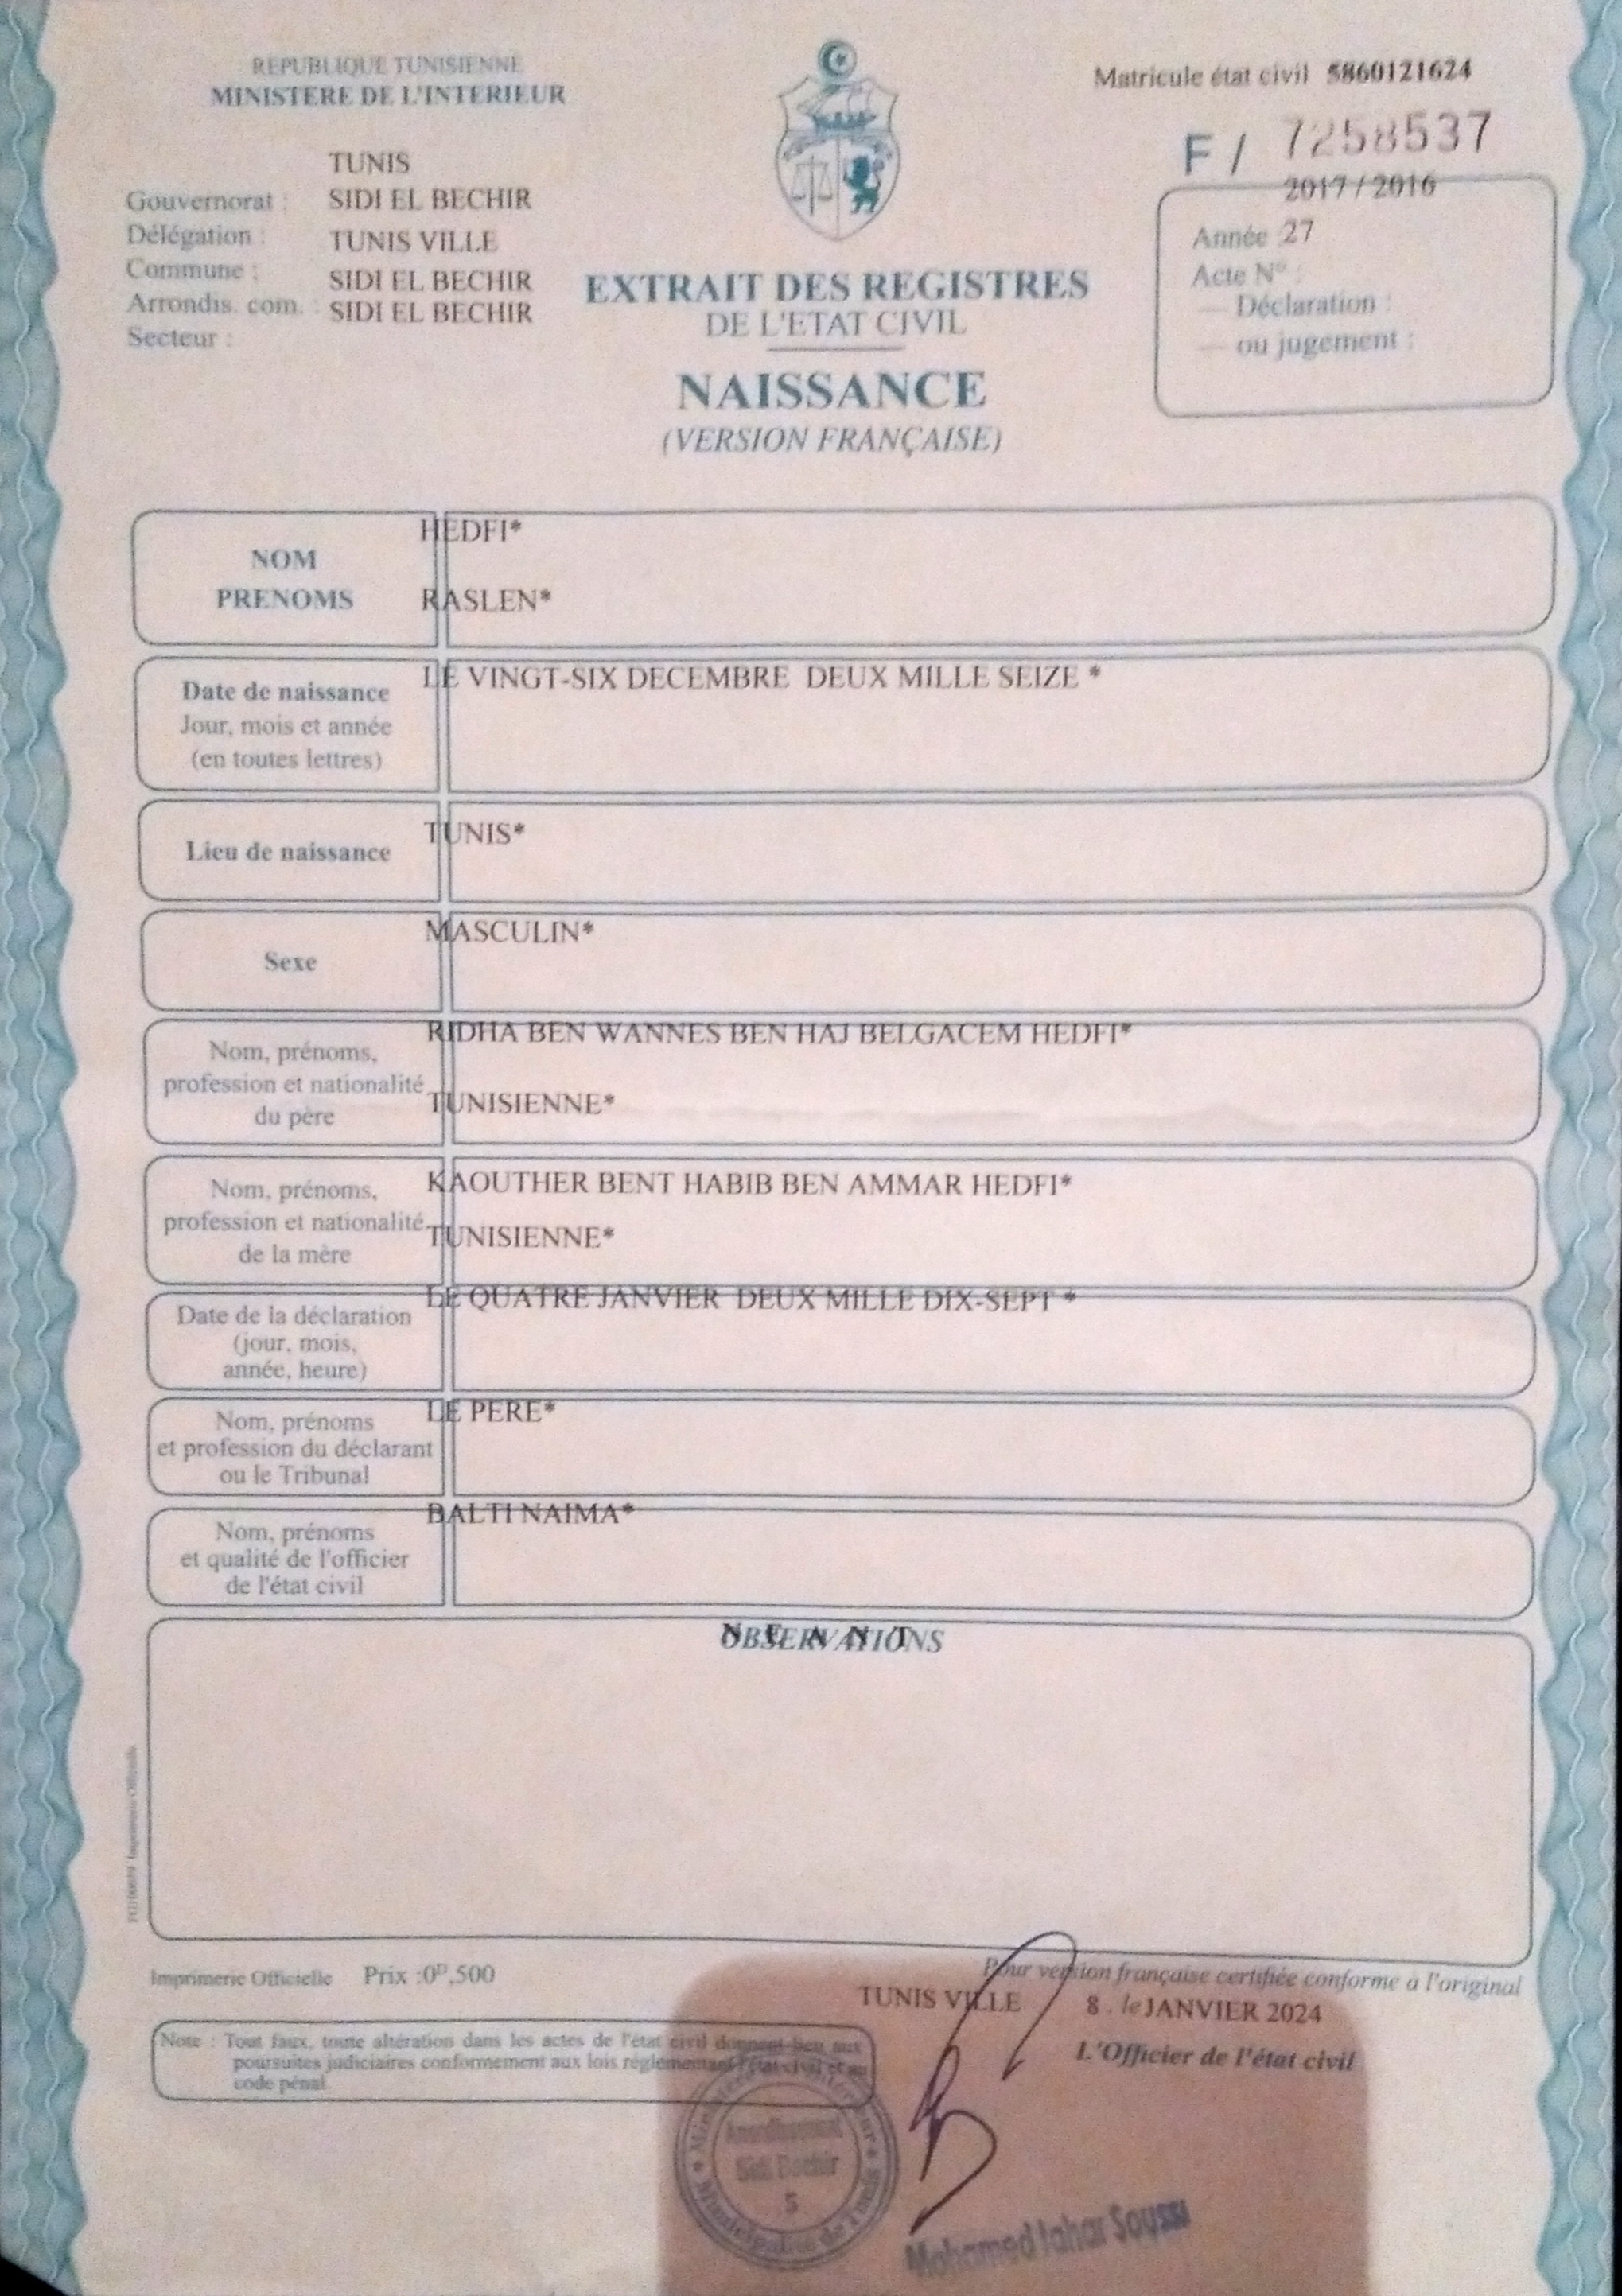 REPUBLIQUE TUNISIENNE
MINISTERE DE L'INTERIEUR
Matricule état civil 5860121624
F / 7258537
TUNIS
Gouvernorat : SIDI EL BECHIR
Délégation : TUNIS VILLE
Commune : SIDI EL BECHIR
Arrondis. com. : SIDI EL BECHIR
Secteur :
2017 / 2016
Année 27
Acte N° :
— Déclaration :
— ou jugement :
EXTRAIT DES REGISTRES
DE L'ETAT CIVIL
NAISSANCE
(VERSION FRANÇAISE)
NOM HEDFI*
PRENOMS RASLEN*
Date de naissance LE VINGT-SIX DECEMBRE DEUX MILLE SEIZE *
Jour, mois et année
(en toutes lettres)
Lieu de naissance TUNIS*
Sexe MASCULIN*
RIDHA BEN WANNES BEN HAJ BELGACEM HEDFI*
Nom, prénoms,
profession et nationalité TUNISIENNE*
du père
KAOUTHER BENT HABIB BEN AMMAR HEDFI*
Nom, prénoms,
profession et nationalité TUNISIENNE*
de la mère
LE QUATRE JANVIER DEUX MILLE DIX-SEPT *
Date de la déclaration
(jour, mois,
année, heure)
LE PERE*
Nom, prénoms
et profession du déclarant
ou le Tribunal
BALTI NAIMA*
Nom, prénoms
et qualité de l'officier
de l'état civil
N E A N T
OBSERVATIONS
Imprimerie Officielle Prix :0ᴰ,500
Pour version française certifiée conforme à l'original
TUNIS VILLE 8 . le JANVIER 2024
L'Officier de l'état civil
Note : Tout faux, toute altération dans les actes de l'état civil donnent lieu aux
poursuites judiciaires conformement aux lois réglementant l'état civil et au
code pénal
Arrondissement
Sidi Bechir
5
Municipalité de Tunis
Mohamed Tahar Soyssi